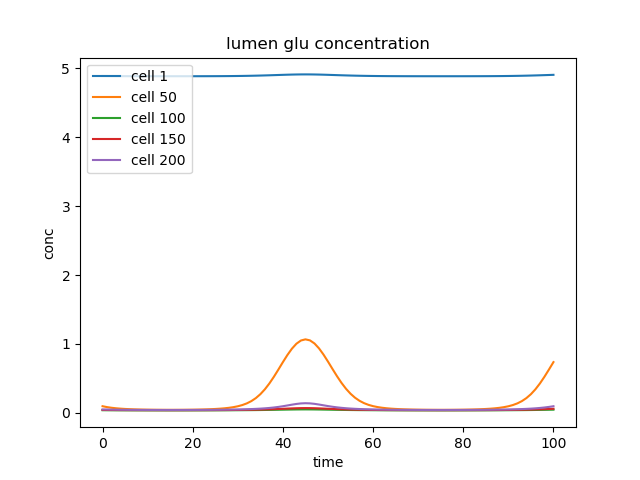 lumen glu concentration
5
4
3
2
1
0
conc
cell 1
cell 50
cell 100
cell 150
cell 200
0 20 40 60 80 100
time